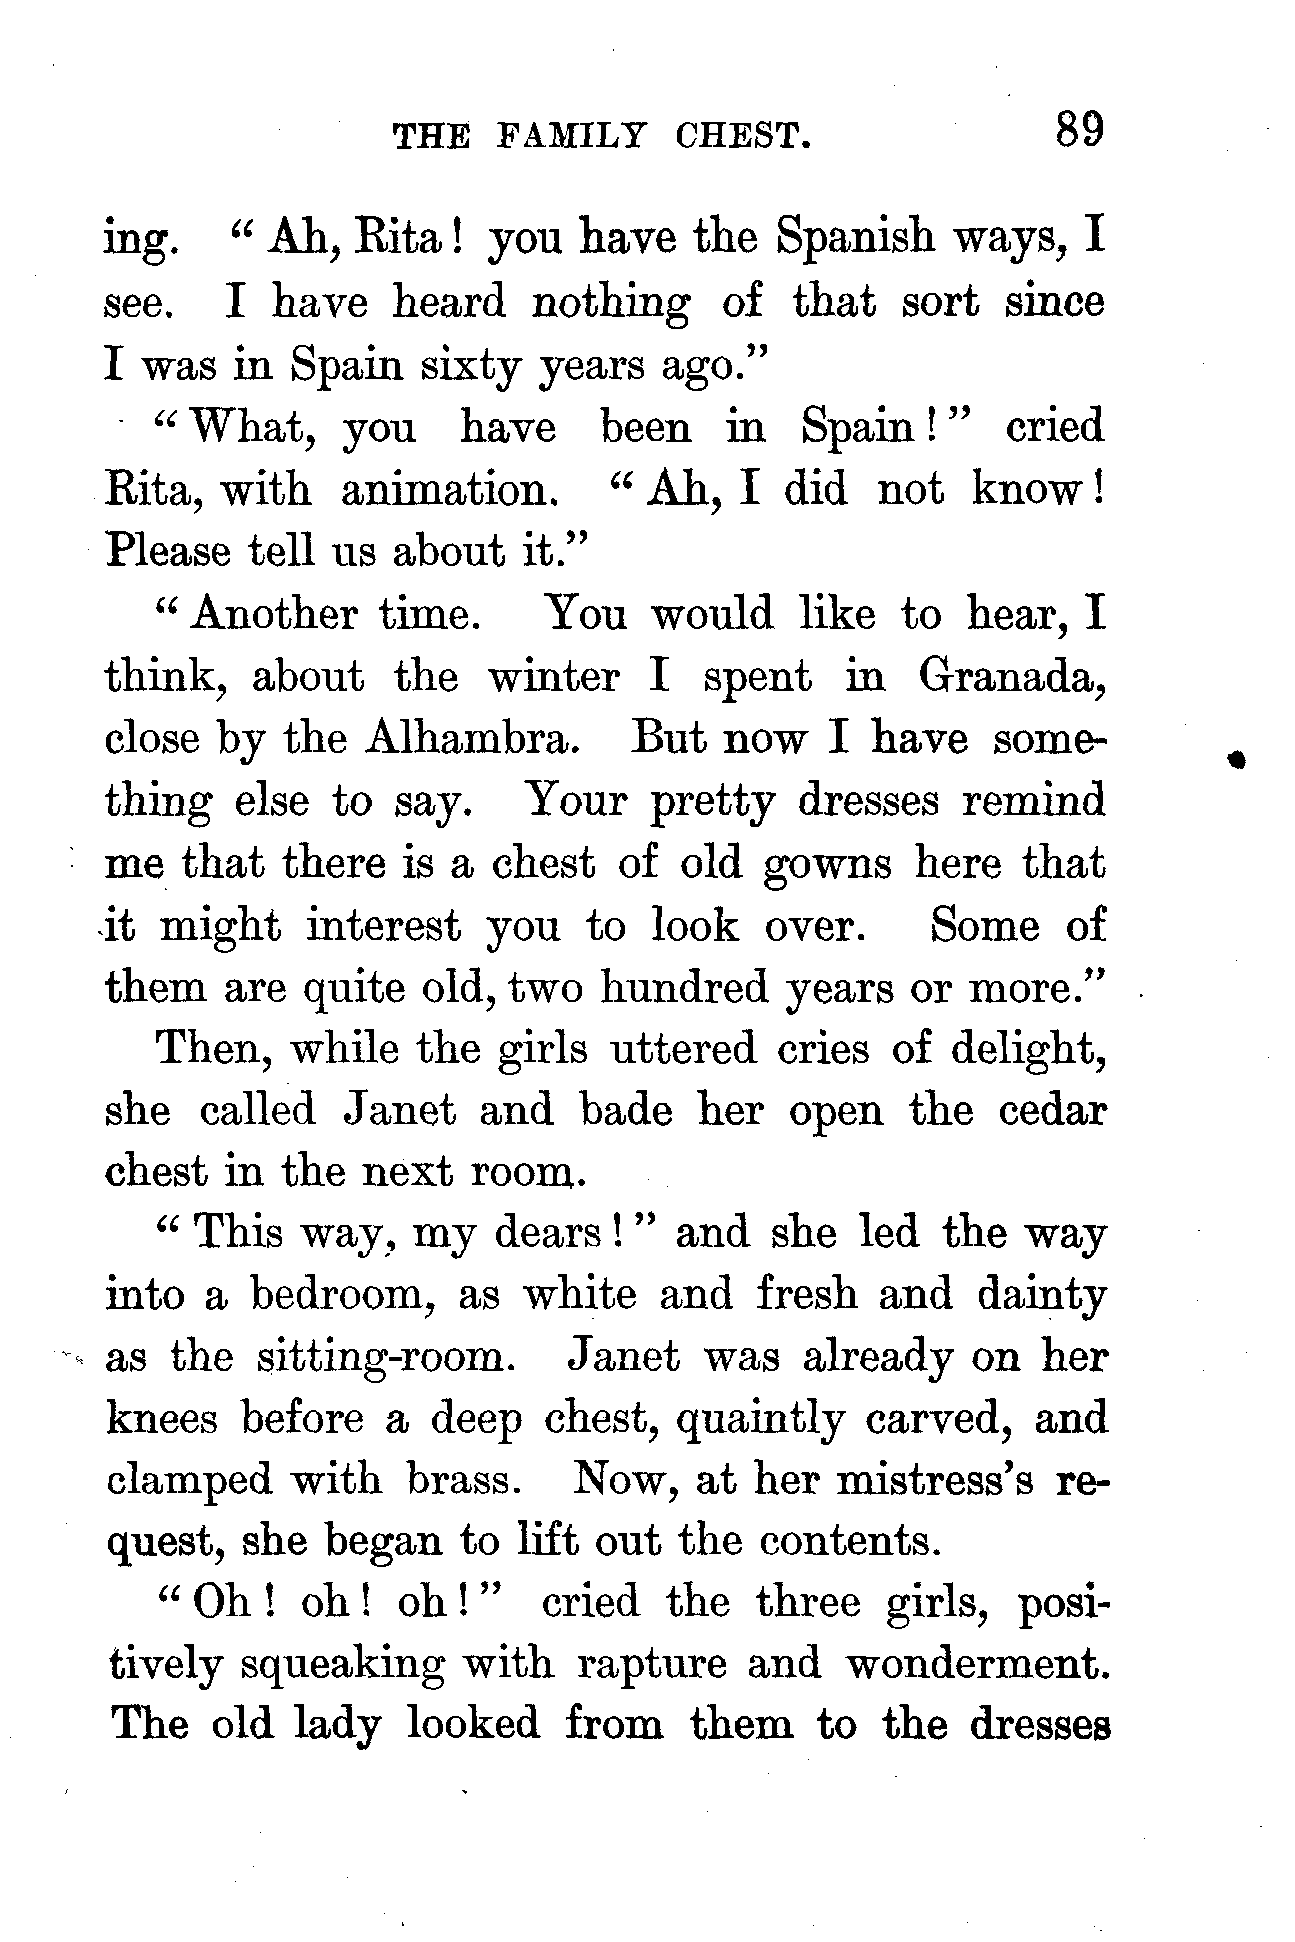 THE FAMILY CHEST. 89
ing. “ Ah, Rita ! you have the Spanish ways, I
see. I have heard nothing of that sort since
I was in Spain sixty years ago.”
“ What, you have been in Spain ! ” cried
Rita, with animation. “ Ah, I did not know !
Please tell us about it.”
“ Another time. You would like to hear, I
think, about the winter I spent in Granada,
close by the Alhambra. But now I have some-
thing else to say. Your pretty dresses remind
me that there is a chest of old gowns here that
it might interest you to look over. Some of
them are quite old, two hundred years or more.”
Then, while the girls uttered cries of delight,
she called Janet and bade her open the cedar
chest in the next room.
“ This way, my dears ! ” and she led the way
into a bedroom, as white and fresh and dainty
as the sitting-room. Janet was already on her
knees before a deep chest, quaintly carved, and
clamped with brass. Now, at her mistress’s re-
quest, she began to lift out the contents.
“ Oh ! oh ! oh ! ” cried the three girls, posi-
tively squeaking with rapture and wonderment.
The old lady looked from them to the dresses